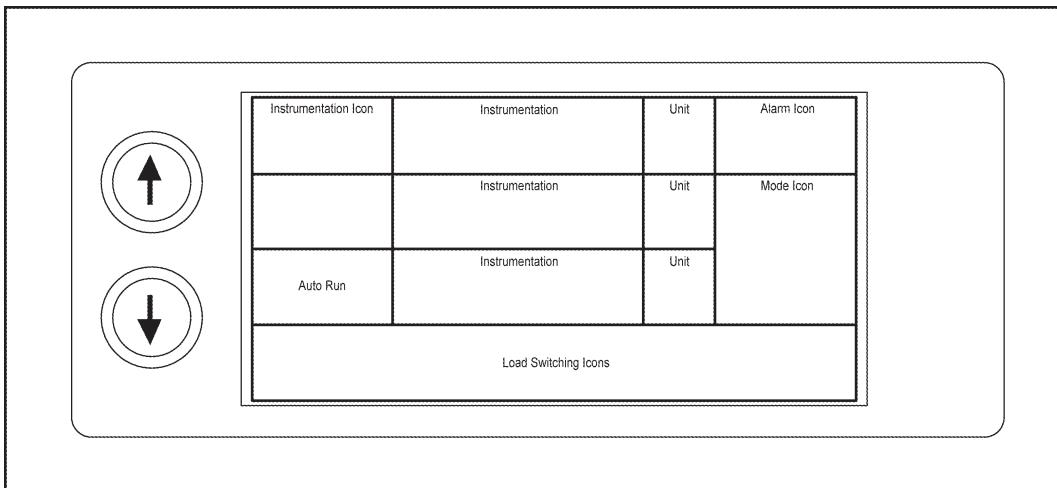 Instrumentation Icon Instrumentation Unit Alarm Icon
Instrumentation Unit Mode Icon
Instrumentation Unit
Auto Run
Load Switching Icons